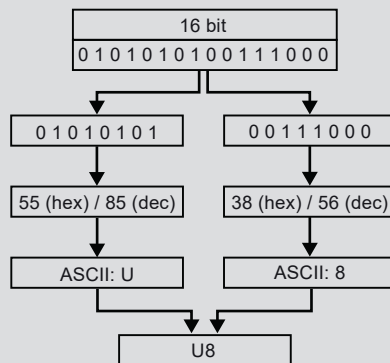 16 bit
0 1 0 1 0 1 0 1 0 0 1 1 1 0 0 0
0 1 0 1 0 1 0 1
0 0 1 1 1 0 0 0
55 (hex) / 85 (dec)
38 (hex) / 56 (dec)
ASCII: U
ASCII: 8
U8